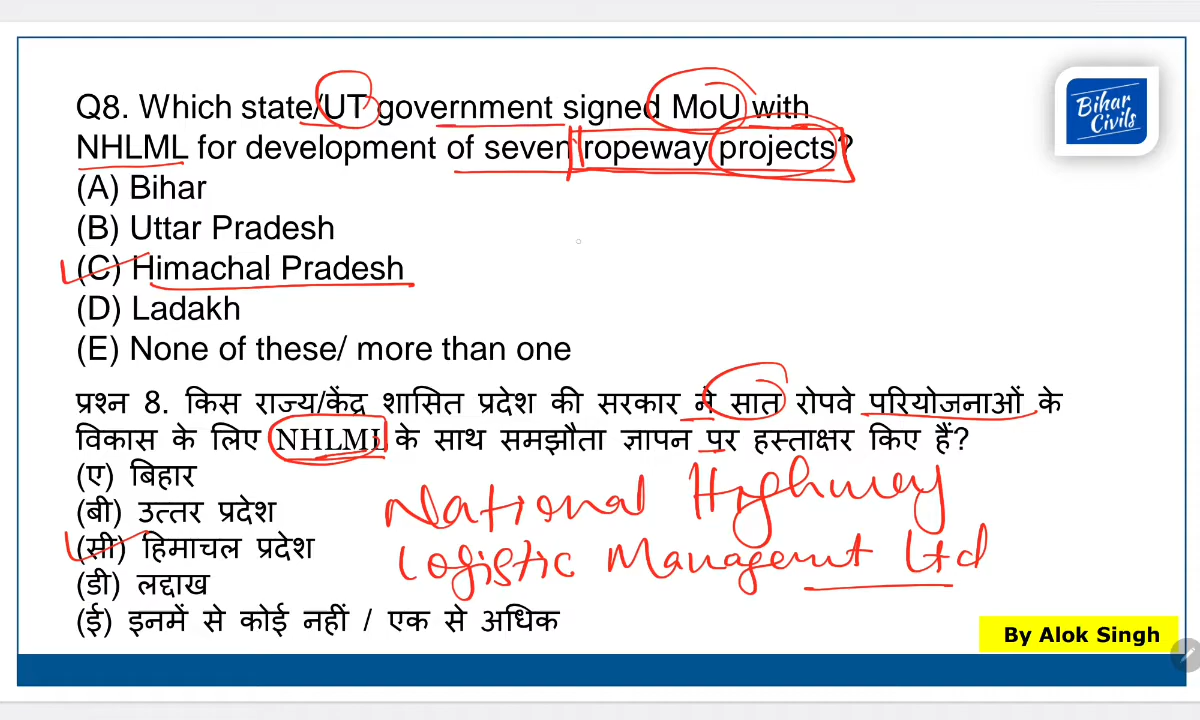 Q8. Which state/UT government signed MoU with
NHLML for development of seven ropeway projects?
(A) Bihar
(B) Uttar Pradesh
(C) Himachal Pradesh
(D) Ladakh
(E) None of these/ more than one
प्रश्न 8. किस राज्य/केंद्र शासित प्रदेश की सरकार ने सात रोपवे परियोजनाओं के
विकास के लिए NHLML के साथ समझौता ज्ञापन पर हस्ताक्षर किए हैं?
(ए) बिहार
(बी) उत्तर प्रदेश
(सी) हिमाचल प्रदेश
(डी) लद्दाख
(ई) इनमें से कोई नहीं / एक से अधिक
National Highway
Logistic Management Ltd
Bihar
Civils
By Alok Singh